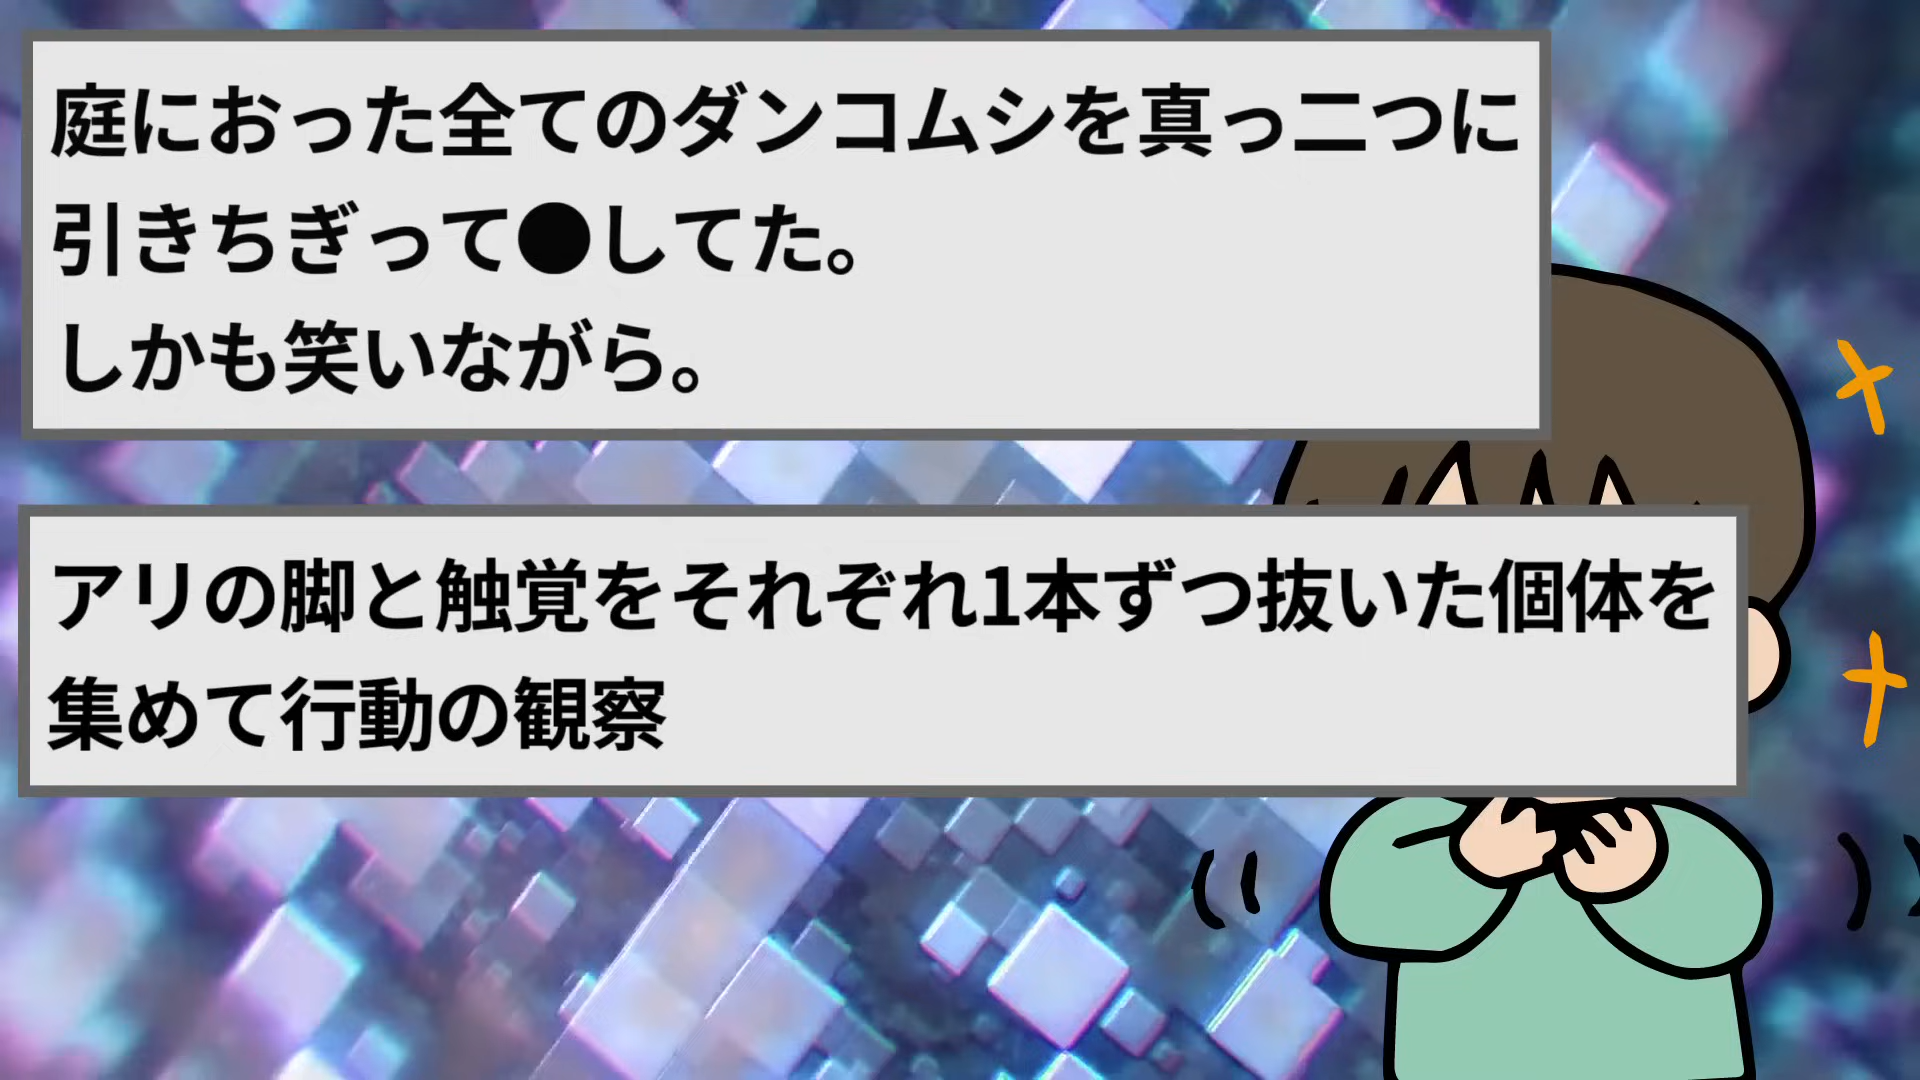 庭におった全てのダンコムシを真っ二つに
引きちぎって●してた。
しかも笑いながら。
アリの脚と触覚をそれぞれ1本ずつ抜いた個体を
集めて行動の観察